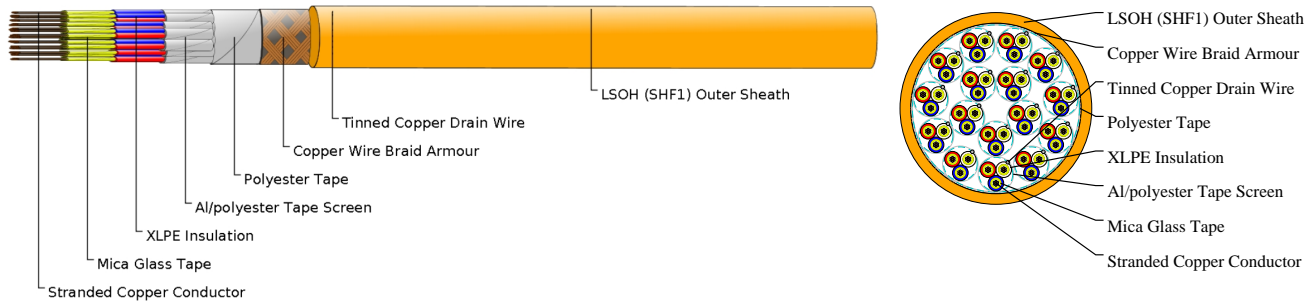 LSOH (SHF1) Outer Sheath
Tinned Copper Drain Wire
Copper Wire Braid Armour
Polyester Tape
Al/polyester Tape Screen
XLPE Insulation
Mica Glass Tape
Stranded Copper Conductor
LSOH (SHF1) Outer Sheath
Copper Wire Braid Armour
Tinned Copper Drain Wire
Polyester Tape
XLPE Insulation
Al/polyester Tape Screen
Mica Glass Tape
Stranded Copper Conductor